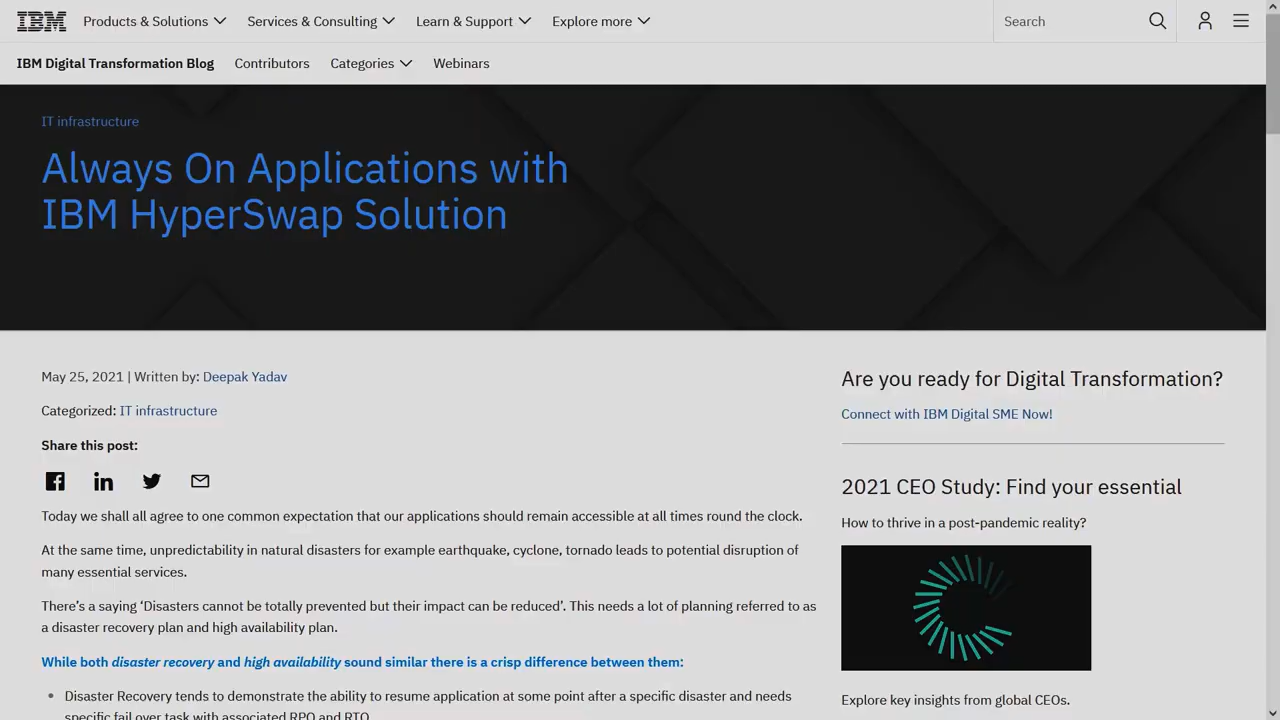 IBM Products & Solutions Services & Consulting Learn & Support Explore more Search
IBM Digital Transformation Blog Contributors Categories Webinars
IT infrastructure
Always On Applications with
IBM HyperSwap Solution
May 25, 2021 | Written by: Deepak Yadav
Categorized: IT infrastructure
Share this post:
Today we shall all agree to one common expectation that our applications should remain accessible at all times round the clock.
At the same time, unpredictability in natural disasters for example earthquake, cyclone, tornado leads to potential disruption of
many essential services.
There's a saying ‘Disasters cannot be totally prevented but their impact can be reduced’. This needs a lot of planning referred to as
a disaster recovery plan and high availability plan.
While both disaster recovery and high availability sound similar there is a crisp difference between them:
Disaster Recovery tends to demonstrate the ability to resume application at some point after a specific disaster and needs
specific fail over task with associated RPO and RTO
Are you ready for Digital Transformation?
Connect with IBM Digital SME Now!
2021 CEO Study: Find your essential
How to thrive in a post-pandemic reality?
Explore key insights from global CEOs.